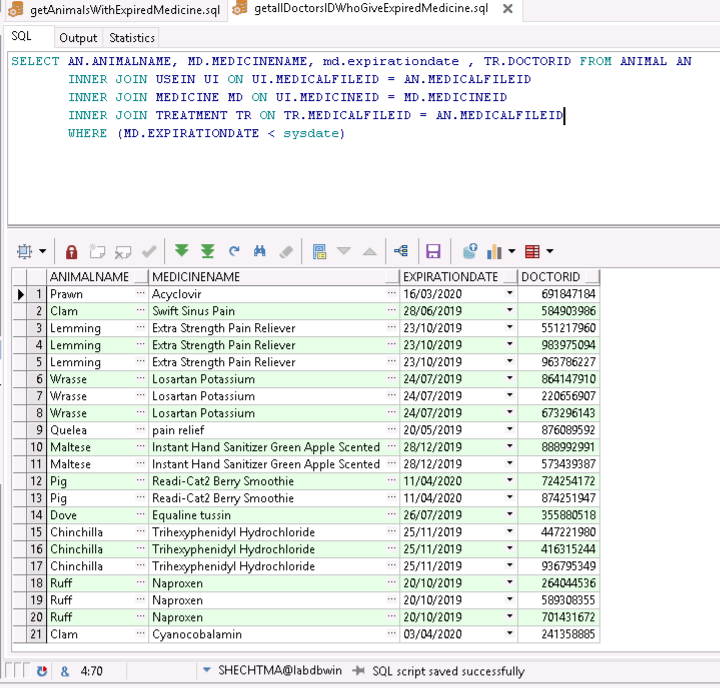 getAnimalsWithExpiredMedicine.sql getallDoctorsIDWhoGiveExpiredMedicine.sql
SQL Output Statistics
SELECT AN.ANIMALNAME, MD.MEDICINENAME, md.expirationdate , TR.DOCTORID FROM ANIMAL AN
INNER JOIN USEIN UI ON UI.MEDICALFILEID = AN.MEDICALFILEID
INNER JOIN MEDICINE MD ON UI.MEDICINEID = MD.MEDICINEID
INNER JOIN TREATMENT TR ON TR.MEDICALFILEID = AN.MEDICALFILEID
WHERE (MD.EXPIRATIONDATE < sysdate)
ANIMALNAME MEDICINENAME EXPIRATIONDATE DOCTORID
1 Prawn Acyclovir 16/03/2020 691847184
2 Clam Swift Sinus Pain 28/06/2019 584903986
3 Lemming Extra Strength Pain Reliever 23/10/2019 551217960
4 Lemming Extra Strength Pain Reliever 23/10/2019 983975094
5 Lemming Extra Strength Pain Reliever 23/10/2019 963786227
6 Wrasse Losartan Potassium 24/07/2019 864147910
7 Wrasse Losartan Potassium 24/07/2019 220656907
8 Wrasse Losartan Potassium 24/07/2019 673296143
9 Quelea pain relief 20/05/2019 876089592
10 Maltese Instant Hand Sanitizer Green Apple Scented 28/12/2019 888992991
11 Maltese Instant Hand Sanitizer Green Apple Scented 28/12/2019 573439387
12 Pig Readi-Cat2 Berry Smoothie 11/04/2020 724254172
13 Pig Readi-Cat2 Berry Smoothie 11/04/2020 874251947
14 Dove Equaline tussin 26/07/2019 355880518
15 Chinchilla Trihexyphenidyl Hydrochloride 25/11/2019 447221980
16 Chinchilla Trihexyphenidyl Hydrochloride 25/11/2019 416315244
17 Chinchilla Trihexyphenidyl Hydrochloride 25/11/2019 936795349
18 Ruff Naproxen 20/10/2019 264044536
19 Ruff Naproxen 20/10/2019 589308355
20 Ruff Naproxen 20/10/2019 701431672
21 Clam Cyanocobalamin 03/04/2020 241358885
& 4:70 SHECHTMA@labdbwin SQL script saved successfully